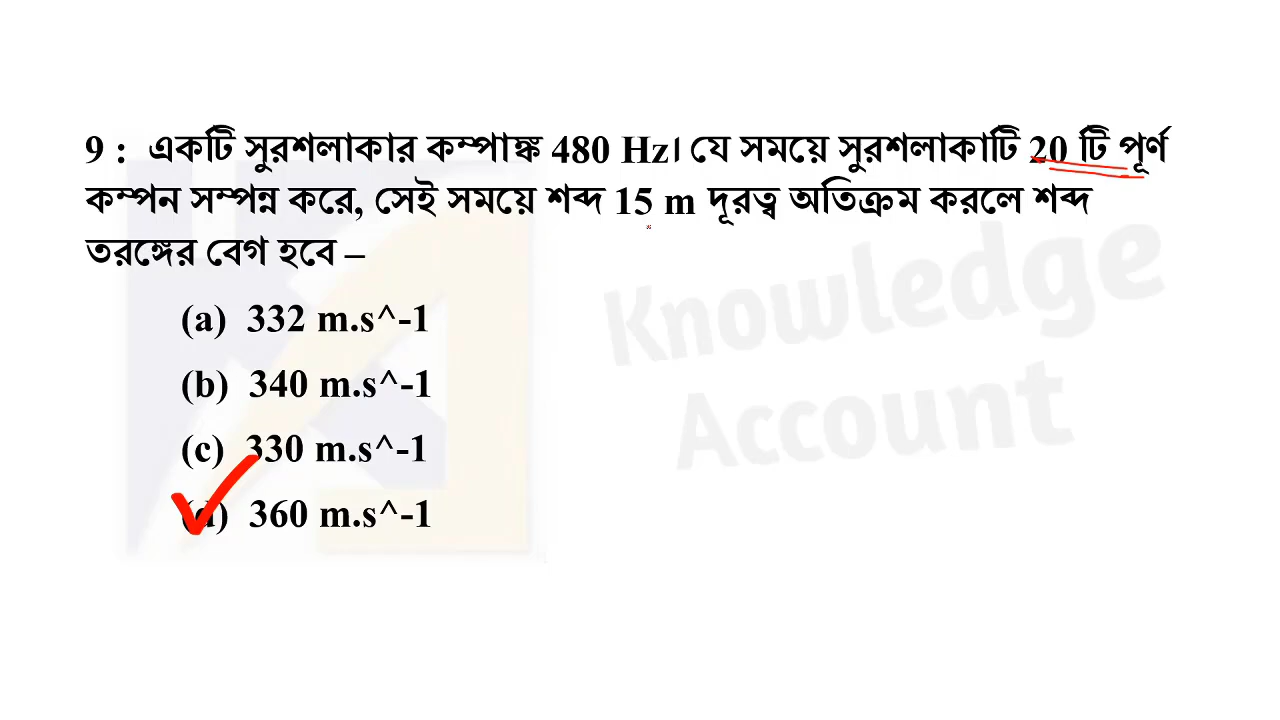 9 : একটি সুরশলাকার কম্পাঙ্ক 480 Hz। যে সময়ে সুরশলাকাটি 20 টি পূর্ণ
কম্পন সম্পন্ন করে, সেই সময়ে শব্দ 15 m দূরত্ব অতিক্রম করলে শব্দ
তরঙ্গের বেগ হবে –
(a) 332 m.s^-1
(b) 340 m.s^-1
(c) 330 m.s^-1
(d) 360 m.s^-1
Knowledge
Account